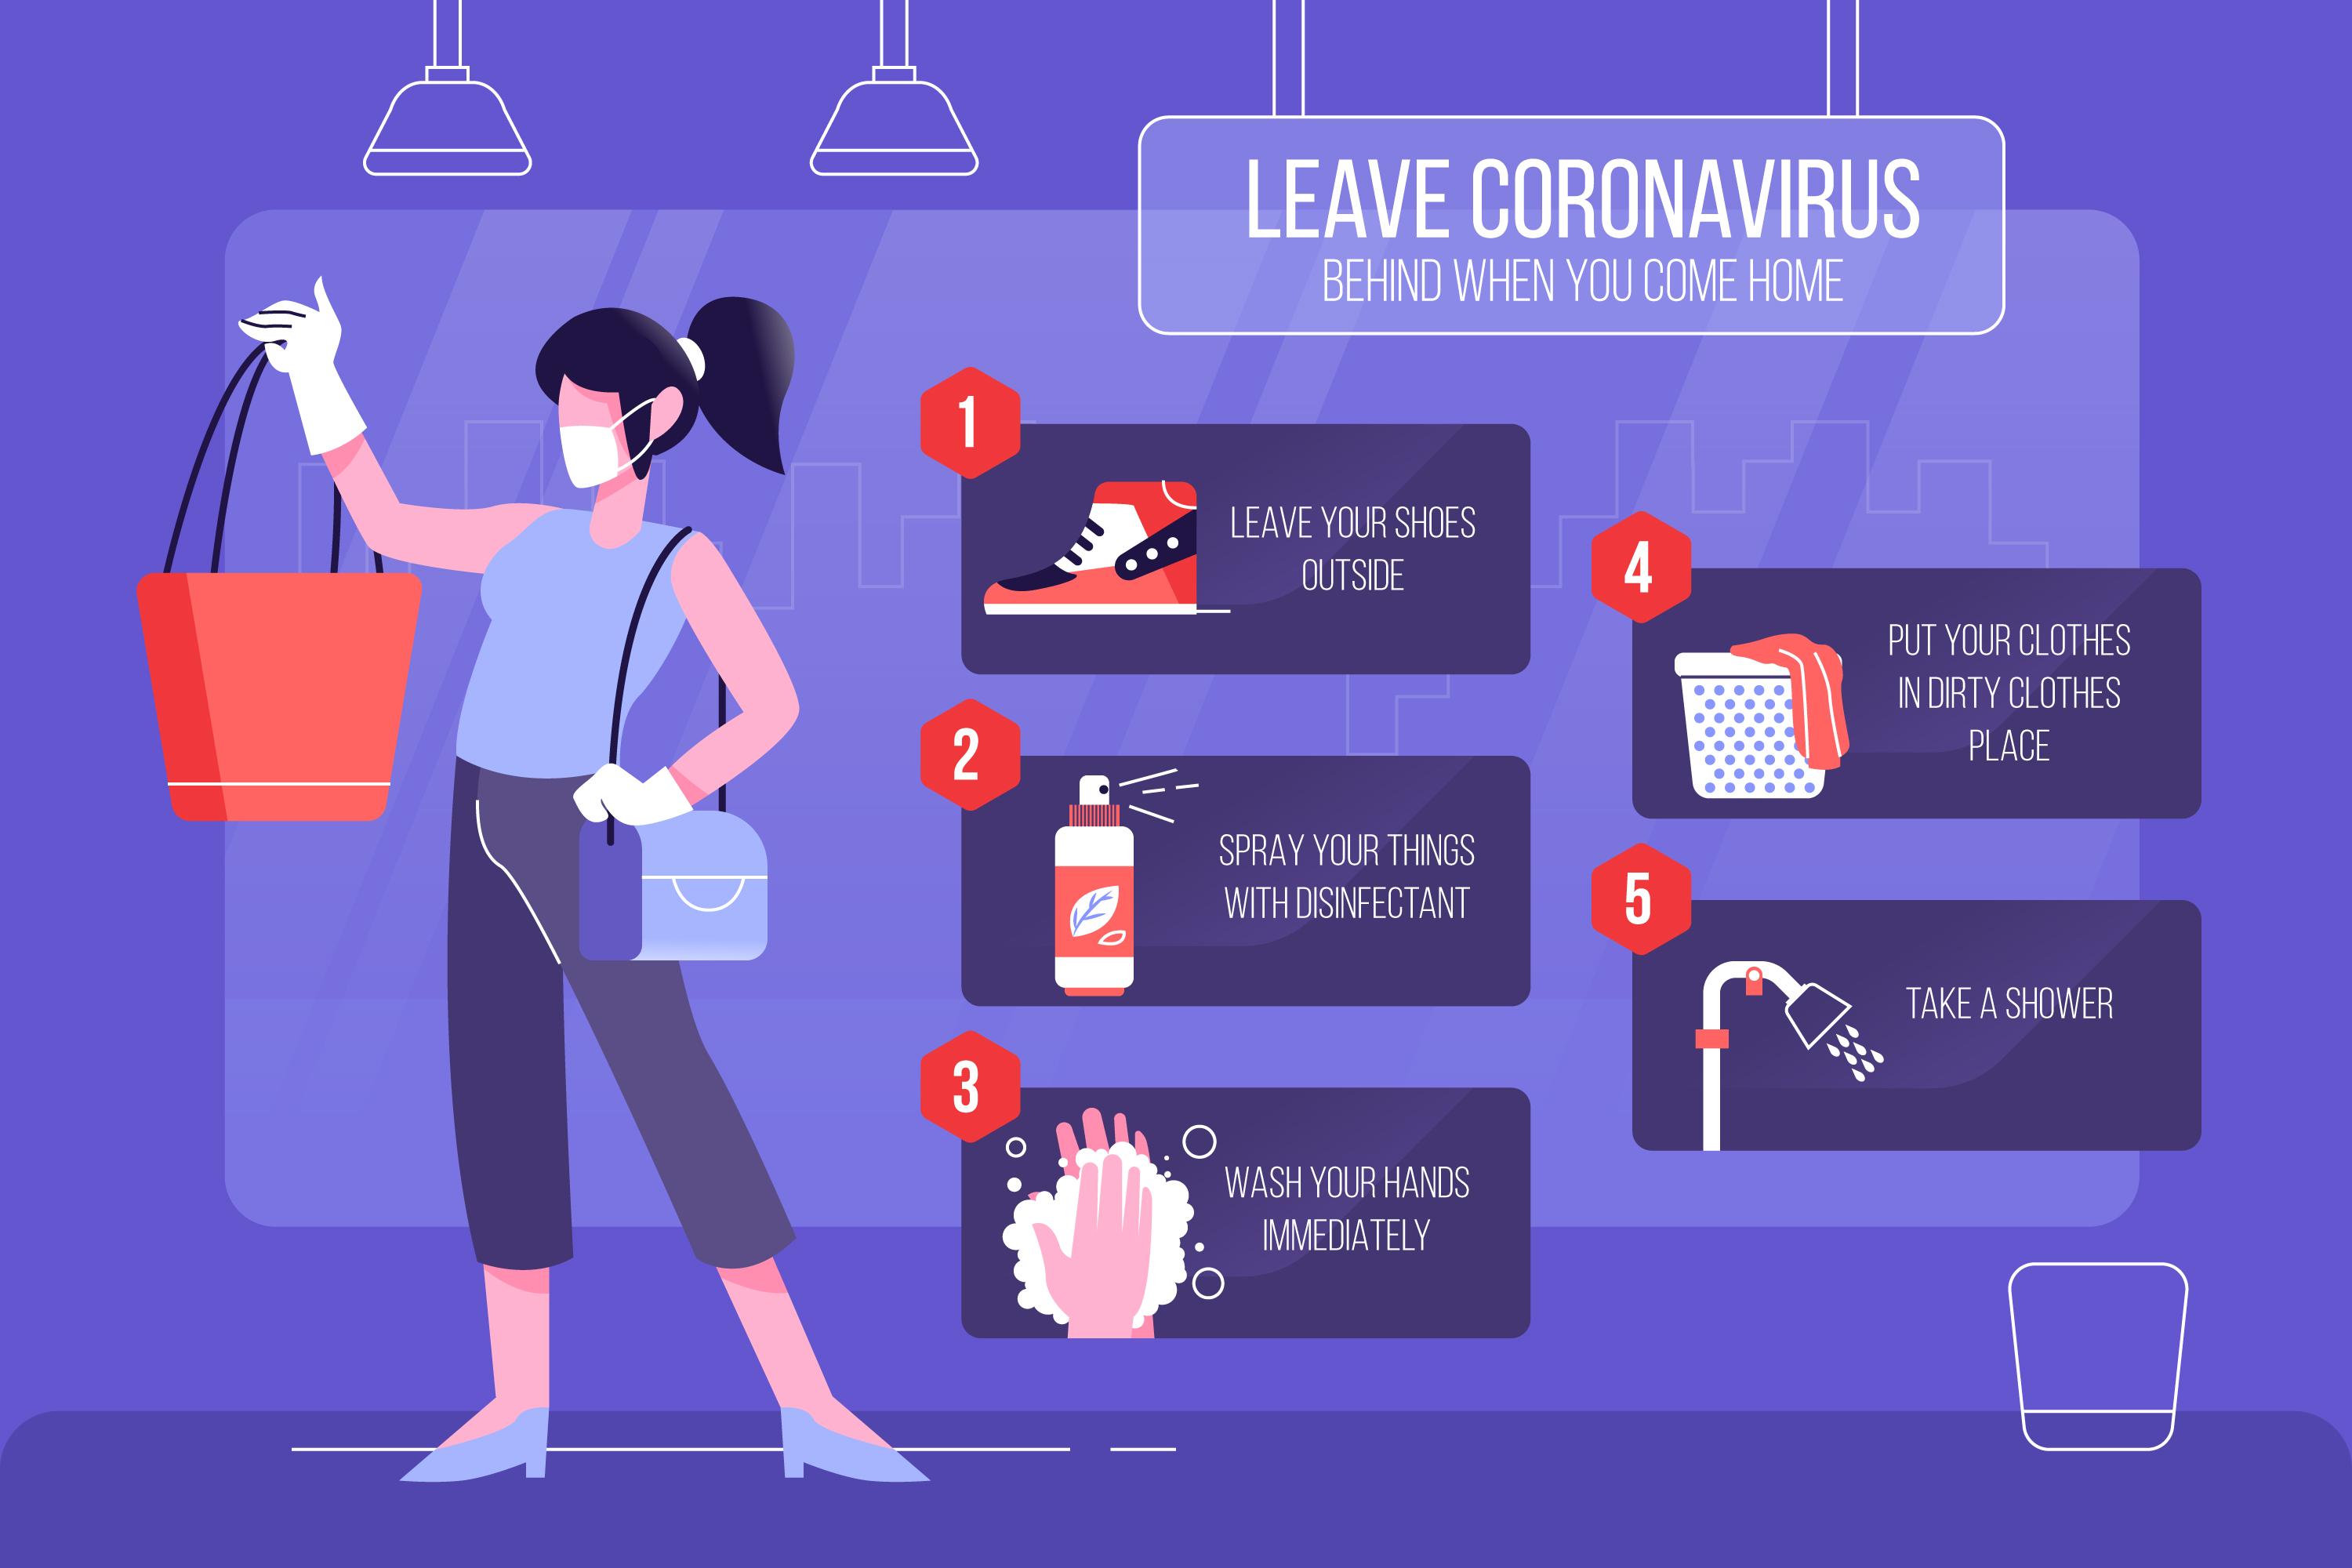 LEAVE CORONAVIRUS
BEHIND WHEN YOU COME HOME
1
LEAVE YOUR SHOES
OUTSIDE
2
SPRAY YOUR THINGS
WITH DISINFECTANT
3
WASH YOUR HANDS
IMMEDIATELY
4
PUT YOUR CLOTHES
IN DIRTY CLOTHES
PLACE
5
TAKE A SHOWER